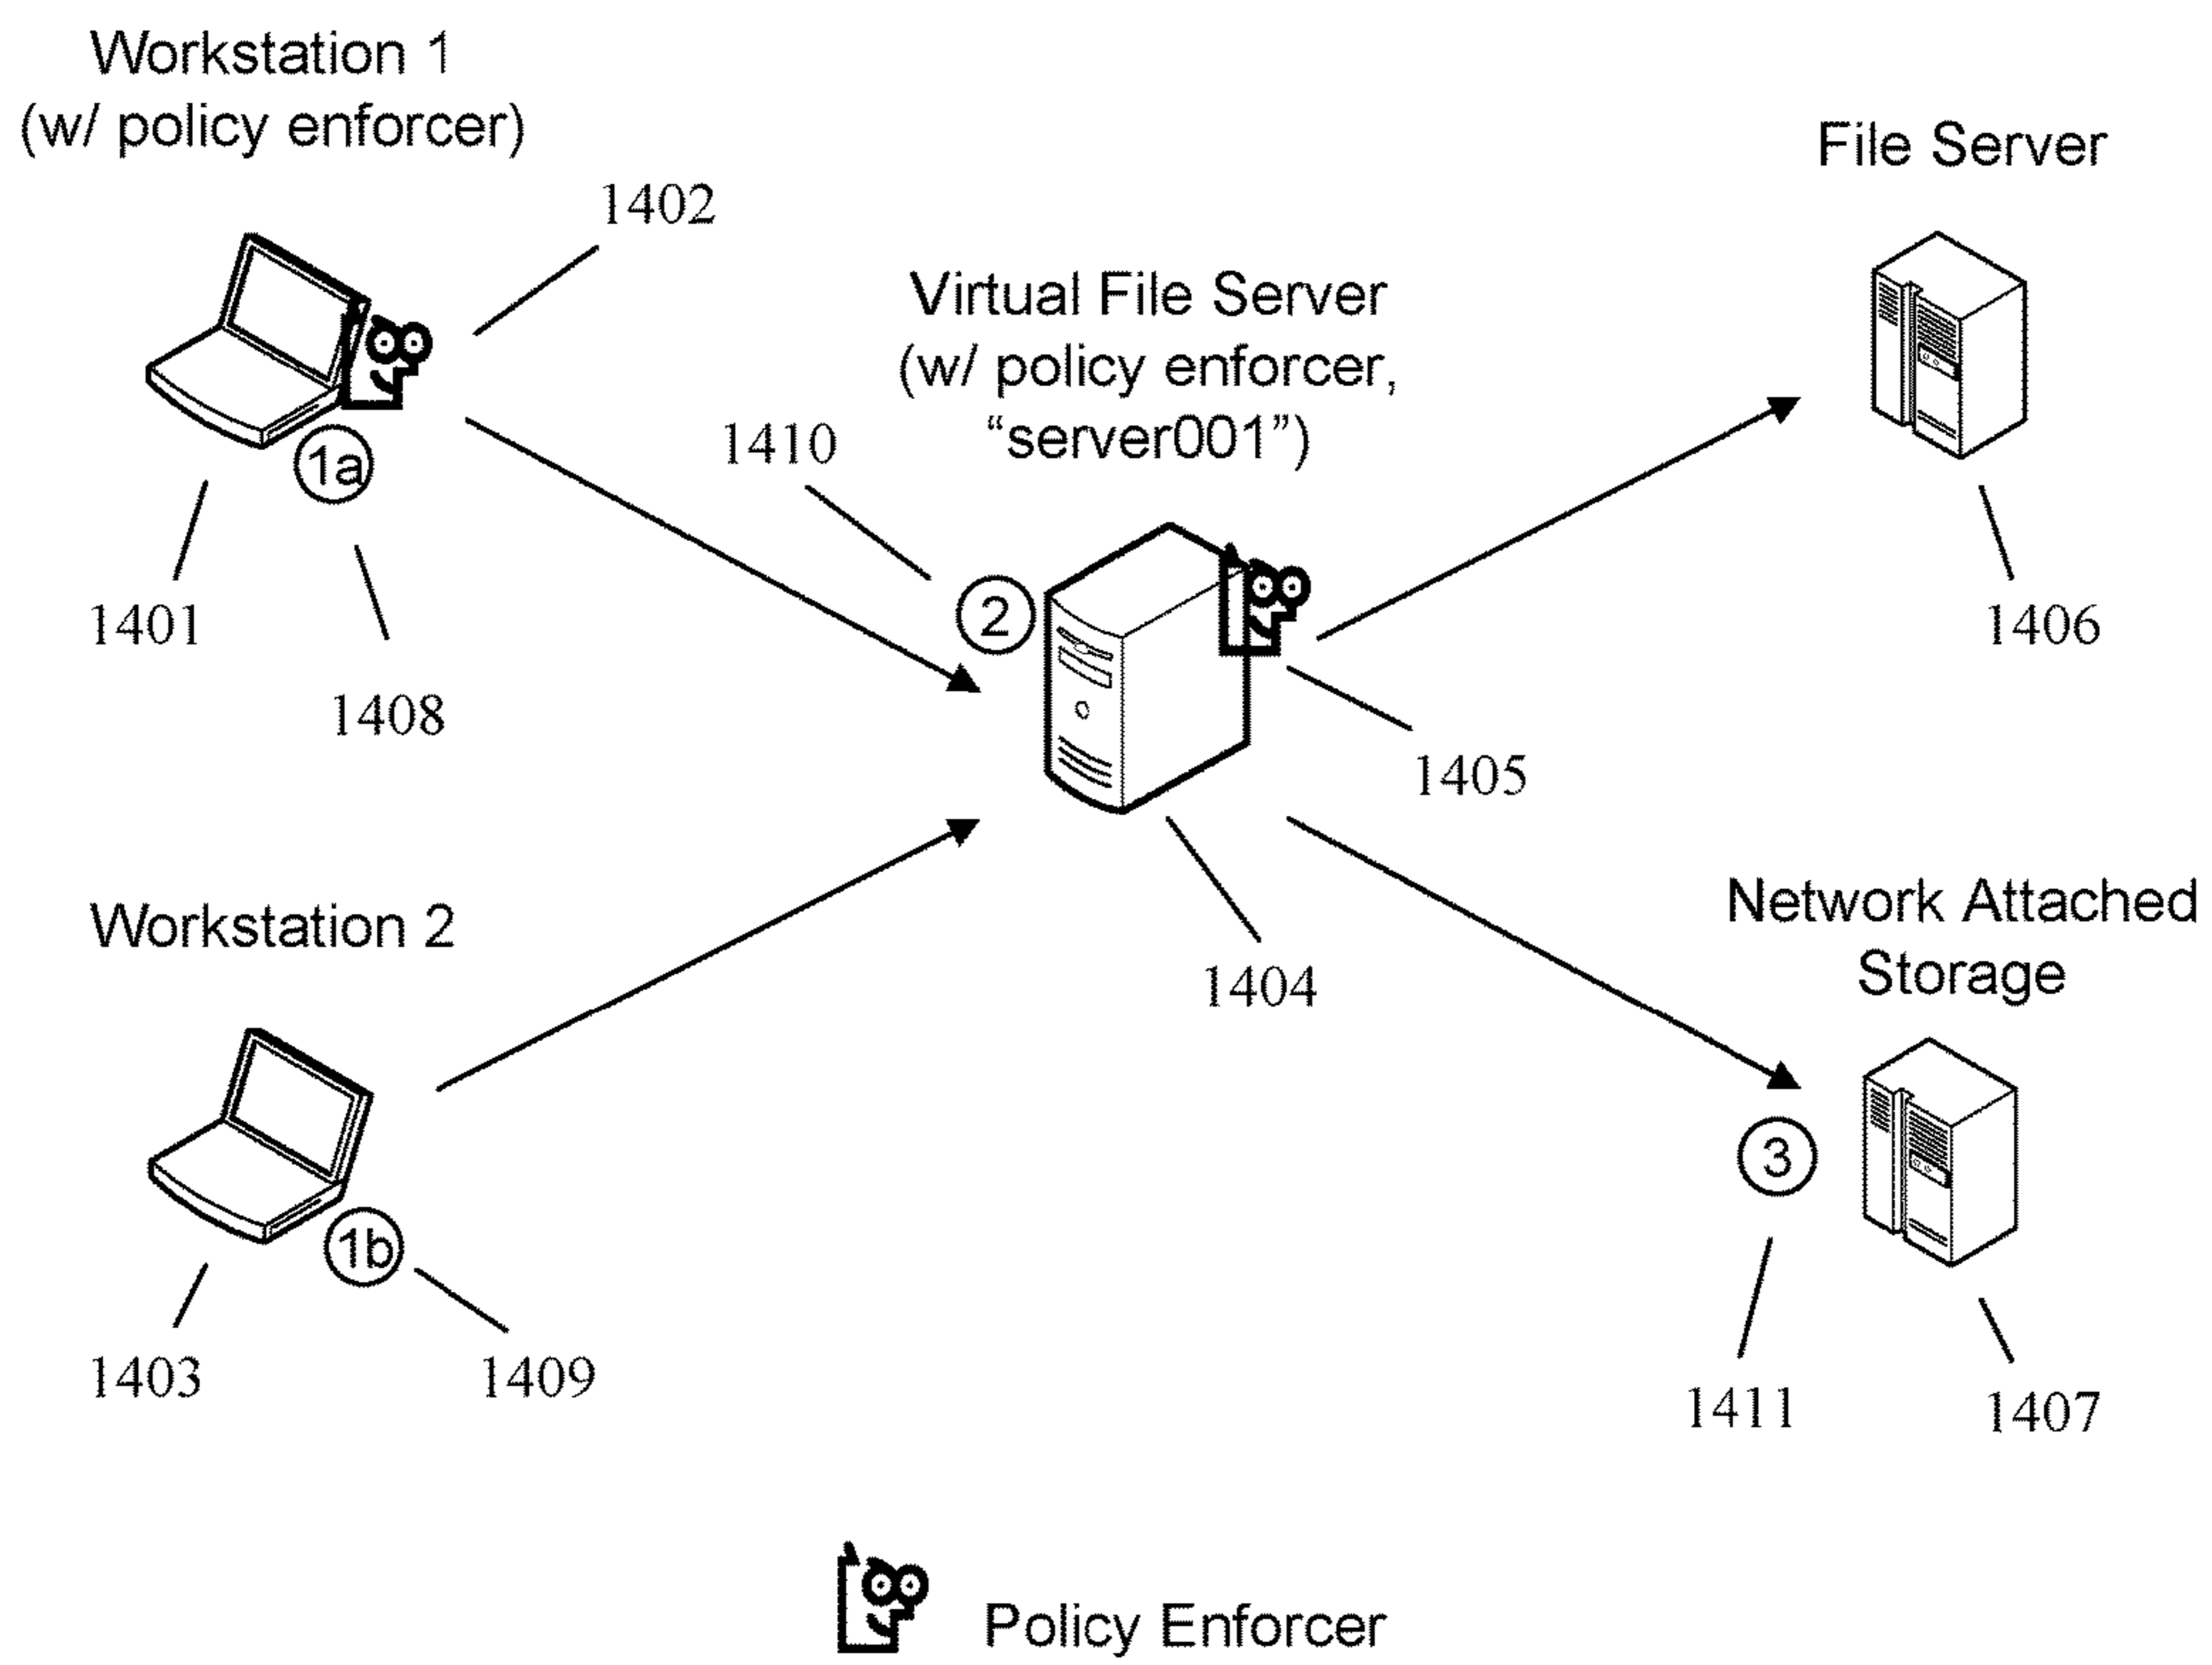 Workstation 1
(w/ policy enforcer)
1402
File Server
Virtual File Server
(w/ policy enforcer,
“server001”)
1410
1a
2
1401
1406
1408
1405
Workstation 2
Network Attached
Storage
1404
3
1b
1403
1409
1411
1407
Policy Enforcer